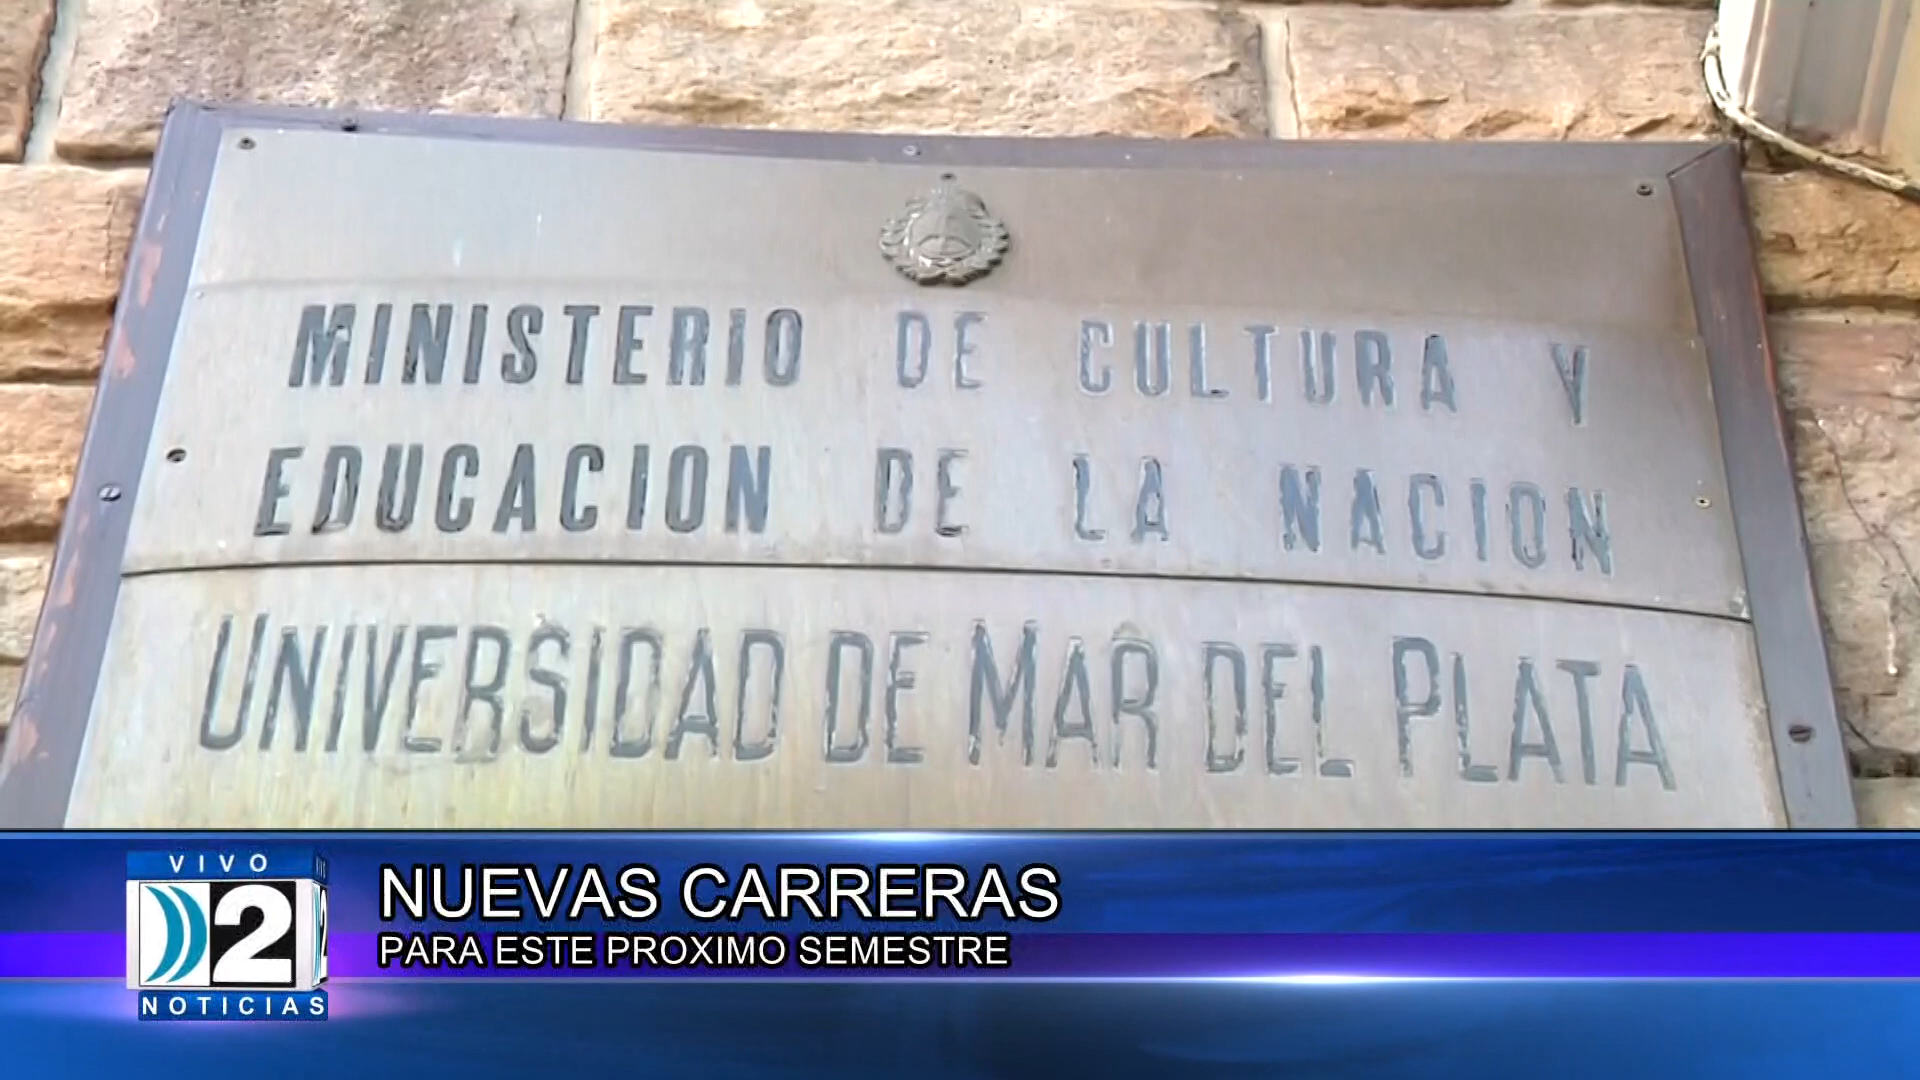 MINISTERIO DE CULTURA Y
EDUCACION DE LA NACION
UNIVERSIDAD DE MAR DEL PLATA
VIVO
2
NOTICIAS
NUEVAS CARRERAS
PARA ESTE PROXIMO SEMESTRE